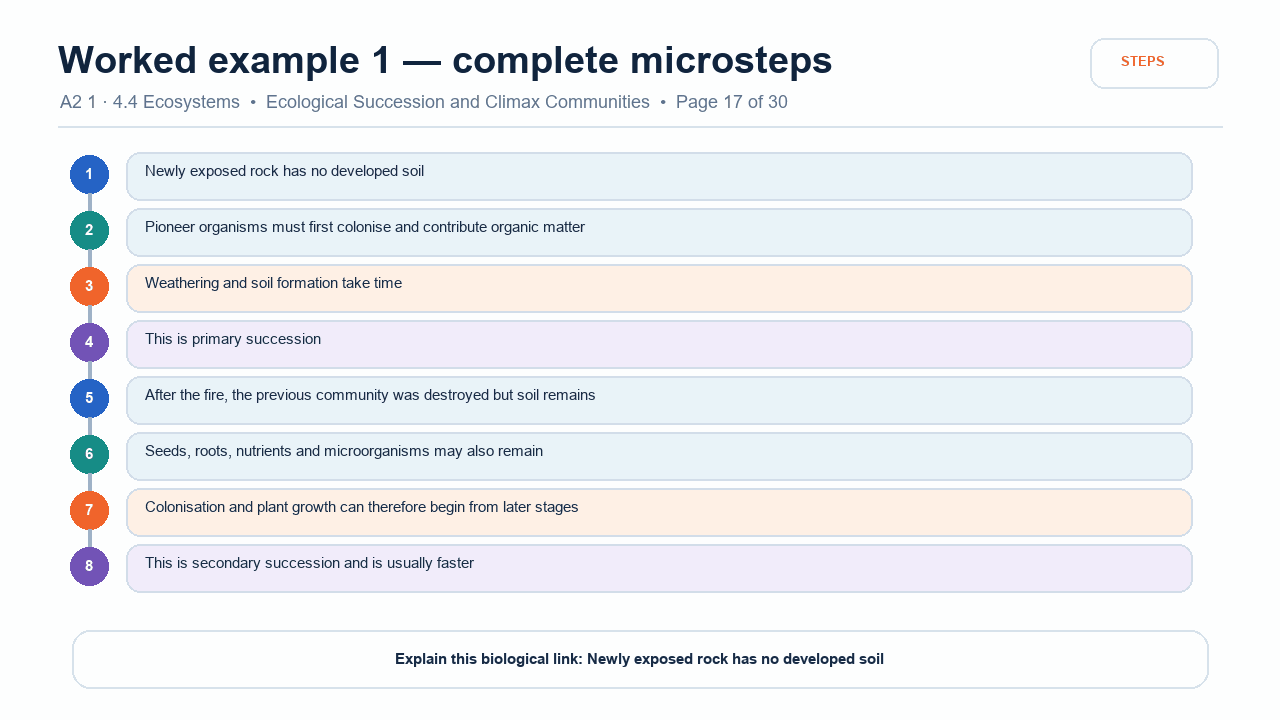 Worked example 1 — complete microsteps
STEPS
A2 1 · 4.4 Ecosystems • Ecological Succession and Climax Communities • Page 17 of 30
1 Newly exposed rock has no developed soil
2 Pioneer organisms must first colonise and contribute organic matter
3 Weathering and soil formation take time
4 This is primary succession
5 After the fire, the previous community was destroyed but soil remains
6 Seeds, roots, nutrients and microorganisms may also remain
7 Colonisation and plant growth can therefore begin from later stages
8 This is secondary succession and is usually faster
Explain this biological link: Newly exposed rock has no developed soil